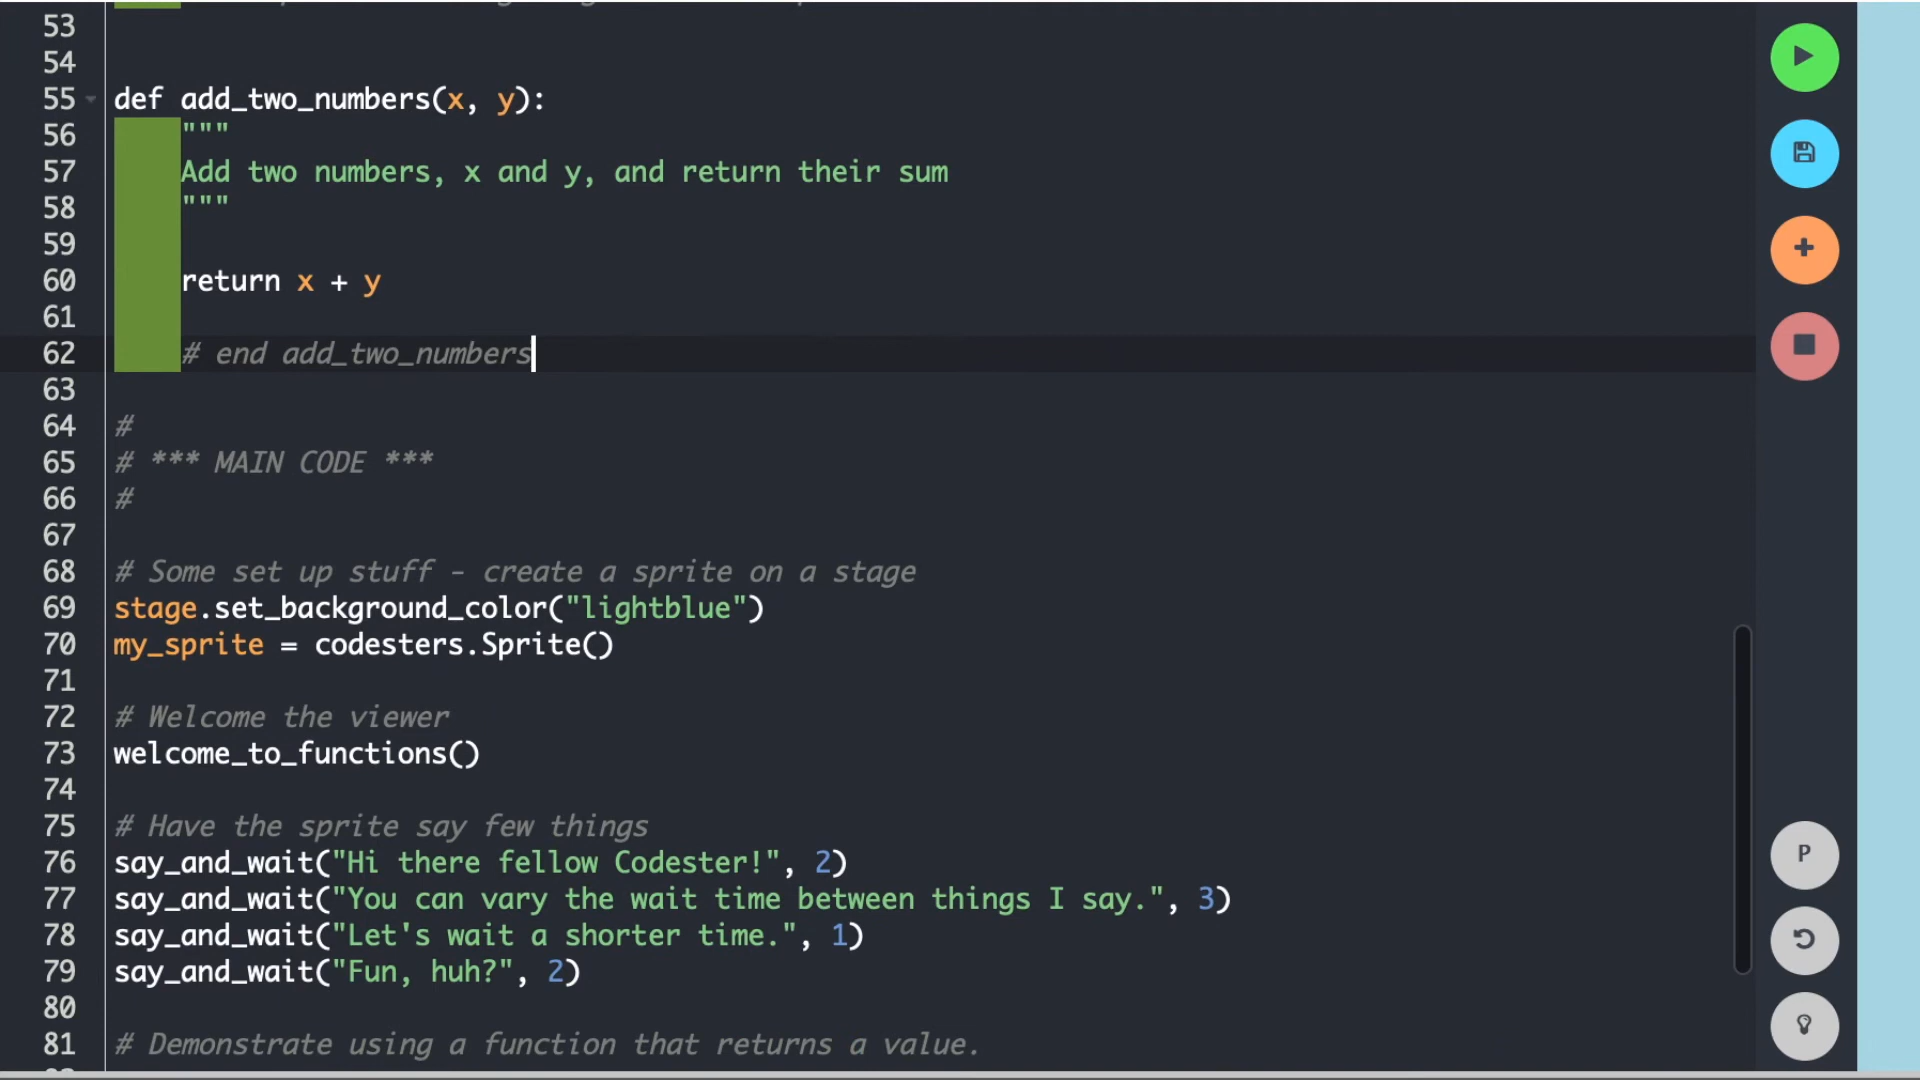 53
54
55 def add_two_numbers(x, y):
56 """
57 Add two numbers, x and y, and return their sum
58 """
59
60 return x + y
61
62 # end add_two_numbers
63
64 #
65 # *** MAIN CODE ***
66 #
67
68 # Some set up stuff - create a sprite on a stage
69 stage.set_background_color("lightblue")
70 my_sprite = codesters.Sprite()
71
72 # Welcome the viewer
73 welcome_to_functions()
74
75 # Have the sprite say few things
76 say_and_wait("Hi there fellow Codester!", 2)
77 say_and_wait("You can vary the wait time between things I say.", 3)
78 say_and_wait("Let's wait a shorter time.", 1)
79 say_and_wait("Fun, huh?", 2)
80
81 # Demonstrate using a function that returns a value.
P